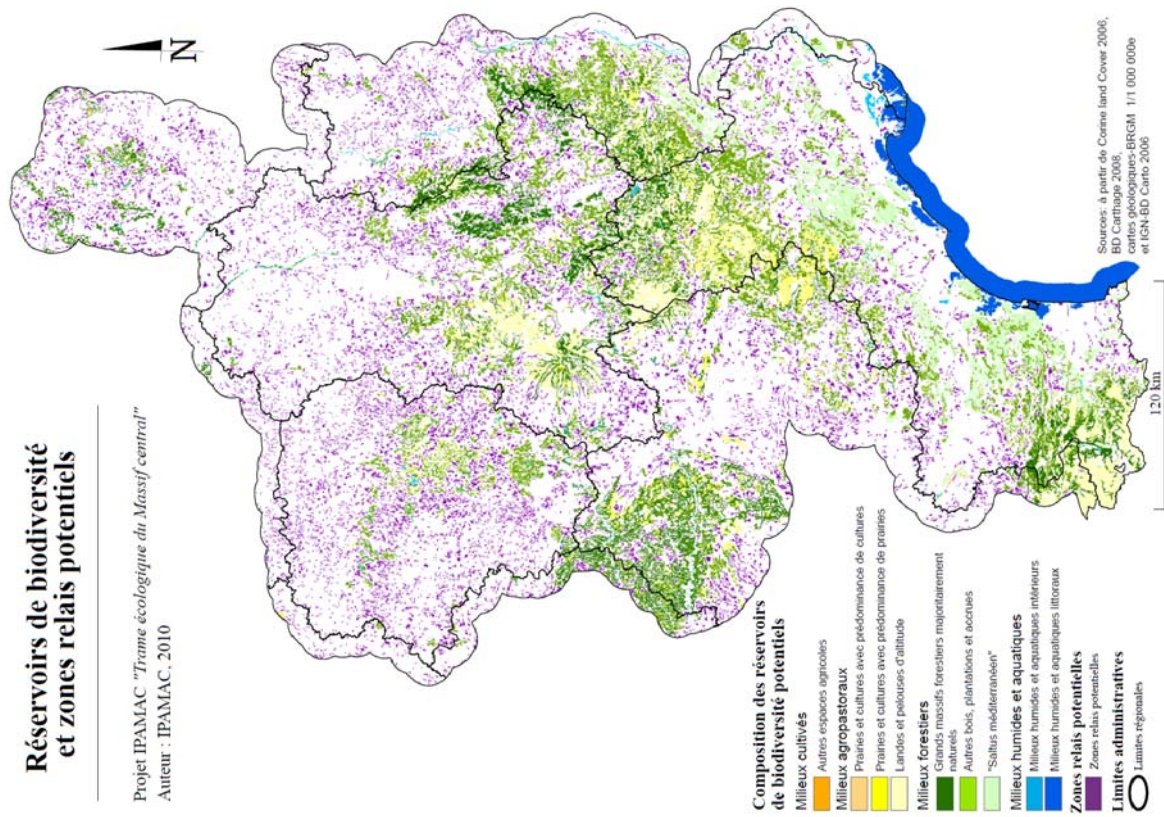 Réservoirs de biodiversité
et zones relais potentiels
Projet IPAMAC "Trame écologique du Massif central"
Auteur : IPAMAC, 2010
N
Composition des réservoirs
de biodiversité potentiels
Milieux cultivés
Autres espaces agricoles
Milieux agropastoraux
Prairies et cultures avec prédominance de cultures
Prairies et cultures avec prédominance de prairies
Landes et pelouses d'altitude
Milieux forestiers
Grands massifs forestiers majoritairement
naturels
Autres bois, plantations et accrues
"Saltus méditerranéen"
Milieux humides et aquatiques
Milieux humides et aquatiques intérieurs
Milieux humides et aquatiques littoraux
Zones relais potentielles
Zones relais potentielles
Limites administratives
Limites régionales
120 km
Sources: à partir de Corine land Cover 2006,
BD Carthage 2008,
cartes géologiques-BRGM 1/1 000 000e
et IGN-BD Carto 2006